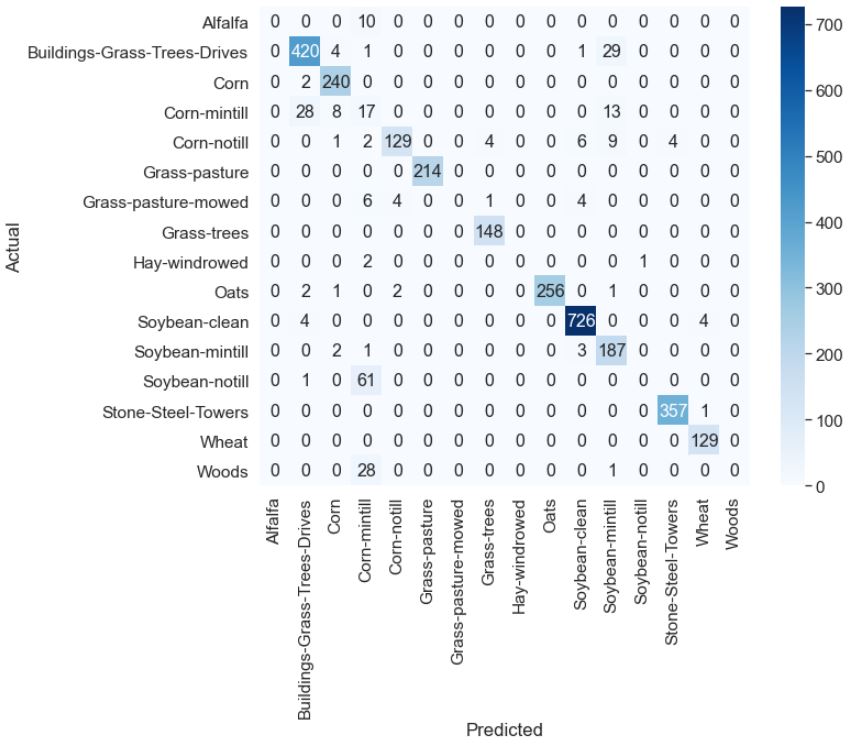 Alfalfa 0 0 0 10 0 0 0 0 0 0 0 0 0 0 0 0
Buildings-Grass-Trees-Drives 0 420 4 1 0 0 0 0 0 0 1 29 0 0 0 0
Corn 0 2 240 0 0 0 0 0 0 0 0 0 0 0 0 0
Corn-mintill 0 28 8 17 0 0 0 0 0 0 0 13 0 0 0 0
Corn-notill 0 0 1 2 129 0 0 4 0 0 6 9 0 4 0 0
Grass-pasture 0 0 0 0 0 214 0 0 0 0 0 0 0 0 0 0
Grass-pasture-mowed 0 0 0 6 4 0 0 1 0 0 4 0 0 0 0 0
Grass-trees 0 0 0 0 0 0 0 148 0 0 0 0 0 0 0 0
Hay-windrowed 0 0 0 2 0 0 0 0 0 0 0 0 1 0 0 0
Oats 0 2 1 0 2 0 0 0 0 256 0 1 0 0 0 0
Soybean-clean 0 4 0 0 0 0 0 0 0 0 726 0 0 0 4 0
Soybean-mintill 0 0 2 1 0 0 0 0 0 0 3 187 0 0 0 0
Soybean-notill 0 1 0 61 0 0 0 0 0 0 0 0 0 0 0 0
Stone-Steel-Towers 0 0 0 0 0 0 0 0 0 0 0 0 0 357 1 0
Wheat 0 0 0 0 0 0 0 0 0 0 0 0 0 0 129 0
Woods 0 0 0 28 0 0 0 0 0 0 0 1 0 0 0 0
Actual
Alfalfa
Buildings-Grass-Trees-Drives
Corn
Corn-mintill
Corn-notill
Grass-pasture
Grass-pasture-mowed
Grass-trees
Hay-windrowed
Oats
Soybean-clean
Soybean-mintill
Soybean-notill
Stone-Steel-Towers
Wheat
Woods
Predicted
700
600
500
400
300
200
100
0